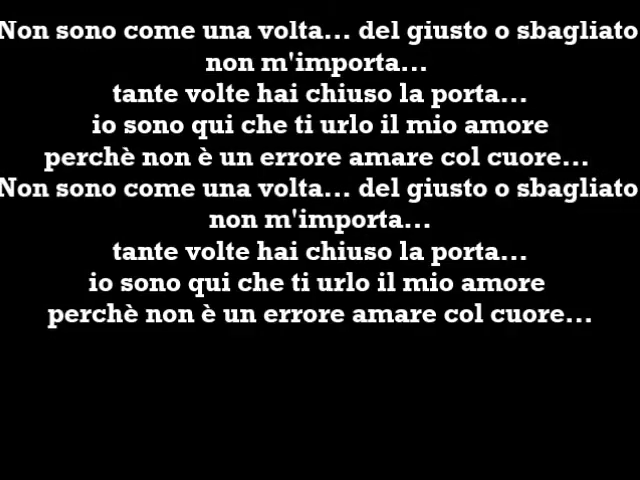 Non sono come una volta... del giusto o sbagliato
non m'importa...
tante volte hai chiuso la porta...
io sono qui che ti urlo il mio amore
perchè non è un errore amare col cuore...
Non sono come una volta... del giusto o sbagliato
non m'importa...
tante volte hai chiuso la porta...
io sono qui che ti urlo il mio amore
perchè non è un errore amare col cuore...